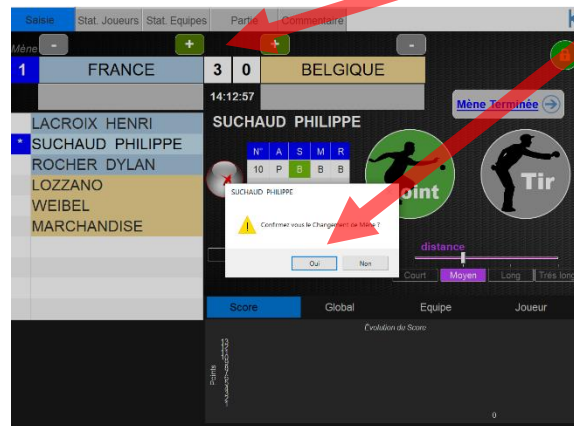 Saisie Stat. Joueurs Stat. Equipes Partie Commentaire
Mène - + + -
1 FRANCE 3 0 BELGIQUE
14:12:57
Mène Terminée
LACROIX HENRI
* SUCHAUD PHILIPPE
ROCHER DYLAN
LOZZANO
WEIBEL
MARCHANDISE
SUCHAUD PHILIPPE
N° A S M R
10 P B B B
Point
Tir
SUCHAUD PHILIPPE
Confirmez vous le Changement de Mène ?
Oui Non
distance
Court Moyen Long Très long
Score Global Equipe Joueur
Évolution du Score
Points
0